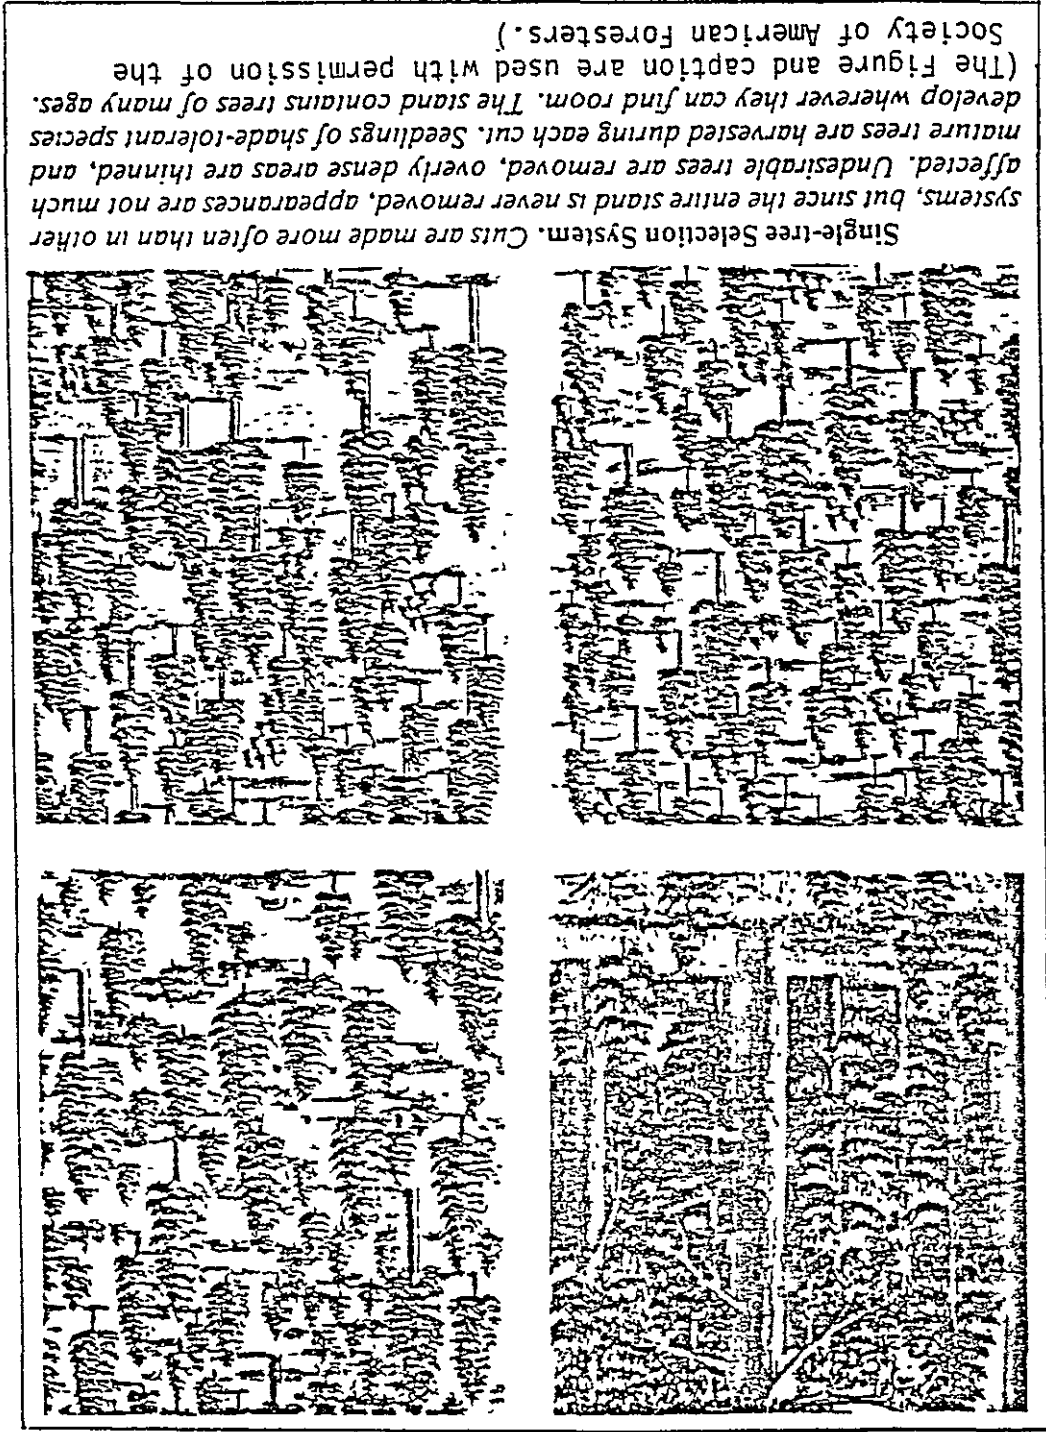 Single-tree Selection System. Cuts are made more often than in other
systems, but since the entire stand is never removed, appearances are not much
affected. Undesirable trees are removed, overly dense areas are thinned, and
mature trees are harvested during each cut. Seedlings of shade-tolerant species
develop wherever they can find room. The stand contains trees of many ages.
(The Figure and caption are used with permission of the
Society of American Foresters.)